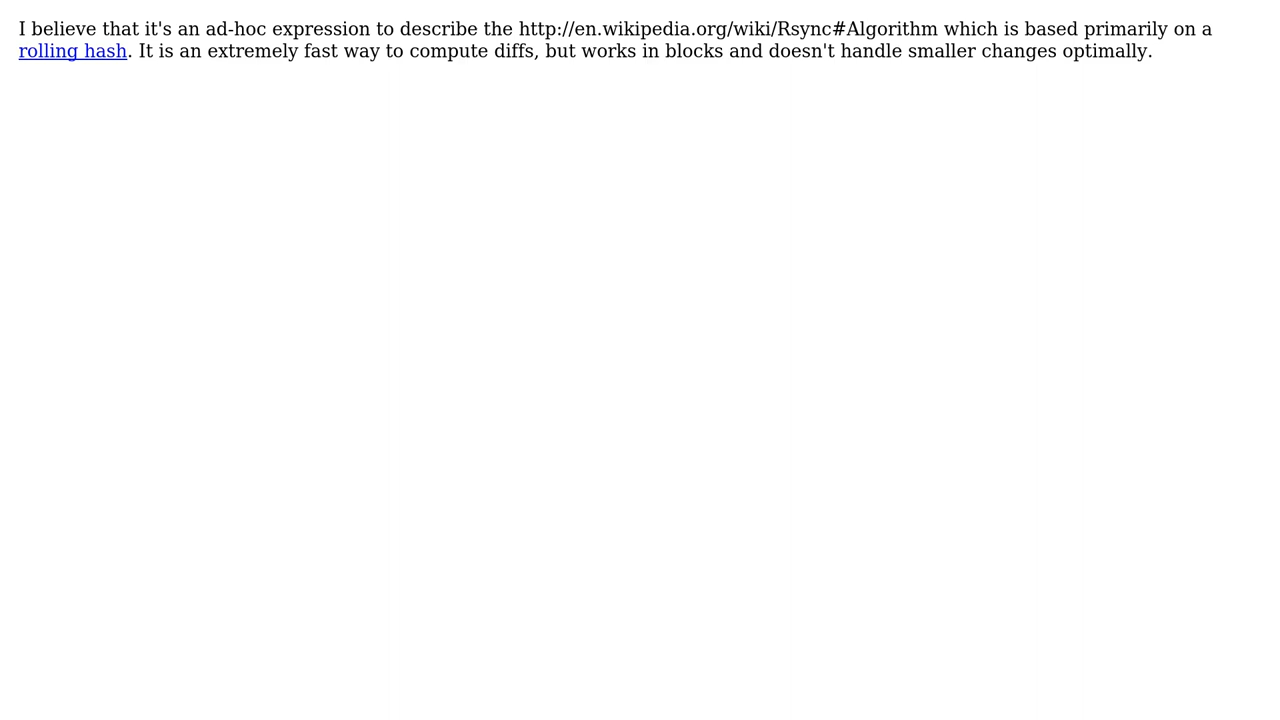 I believe that it's an ad-hoc expression to describe the http://en.wikipedia.org/wiki/Rsync#Algorithm which is based primarily on a
rolling hash. It is an extremely fast way to compute diffs, but works in blocks and doesn't handle smaller changes optimally.